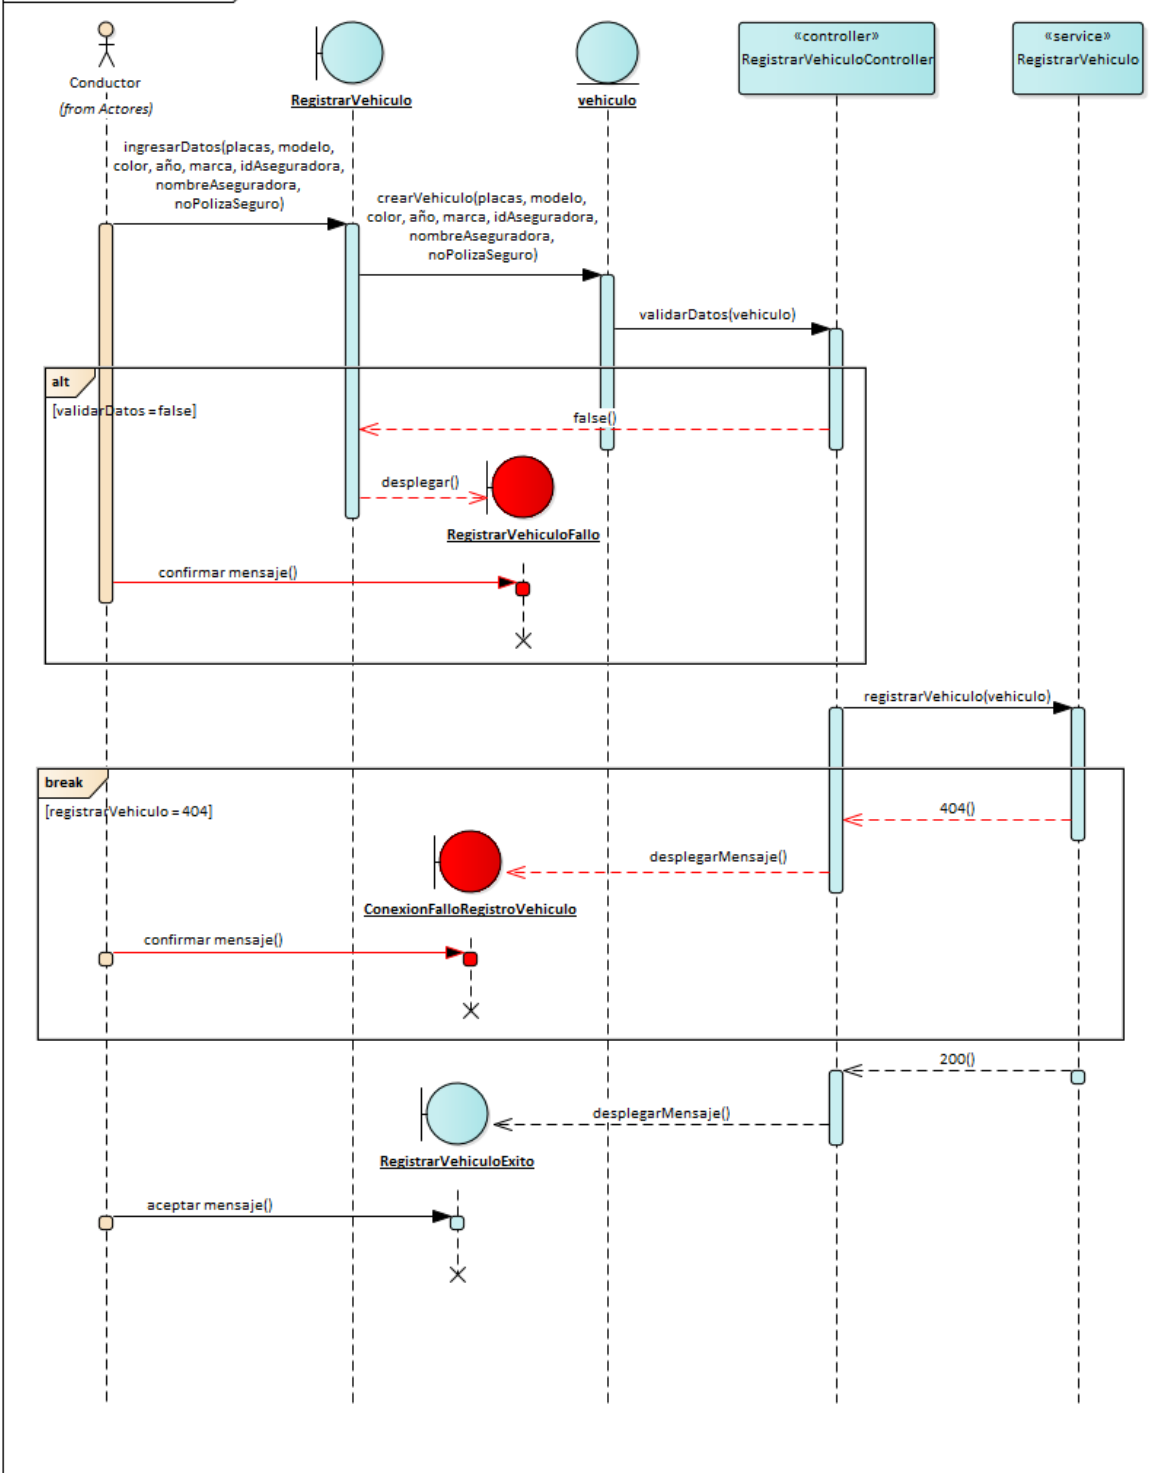 «controller»
«service»
RegistrarVehiculoController
RegistrarVehiculo
Conductor
(from Actores)
RegistrarVehiculo
vehiculo
ingresarDatos(placas, modelo,
color, año, marca, idAseguradora,
nombreAseguradora,
noPolizaSeguro)
crearVehiculo(placas, modelo,
color, año, marca, idAseguradora,
nombreAseguradora,
noPolizaSeguro)
validarDatos(vehiculo)
alt
[validarDatos = false]
false()
desplegar()
RegistrarVehiculoFallo
confirmar mensaje()
registrarVehiculo(vehiculo)
break
[registrarVehiculo = 404]
404()
desplegarMensaje()
ConexionFalloRegistroVehiculo
confirmar mensaje()
200()
desplegarMensaje()
RegistrarVehiculoExito
aceptar mensaje()